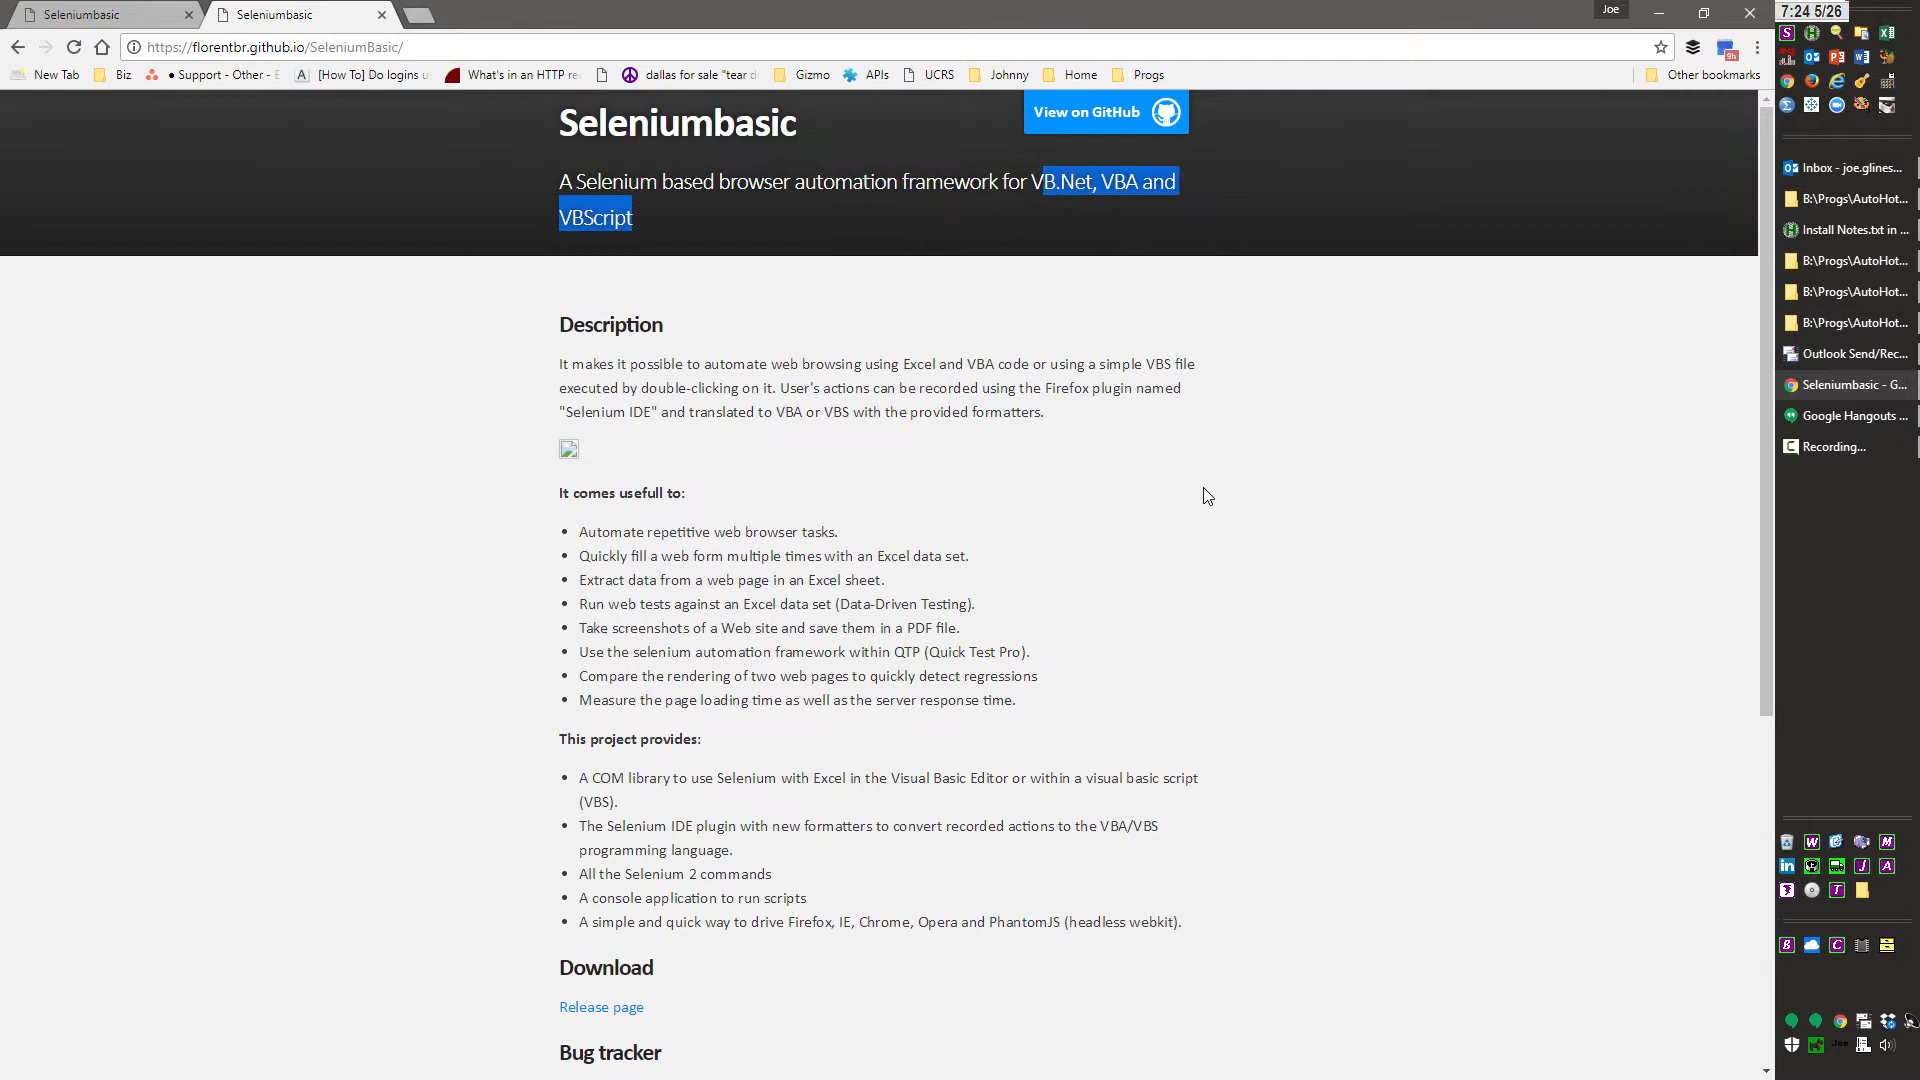 Seleniumbasic
Seleniumbasic
Joe
7:24 5/26
https://florentbr.github.io/SeleniumBasic/
9h
New Tab
Biz
• Support - Other - E
[How To] Do logins u
What's in an HTTP re
dallas for sale "tear d
Gizmo
APIs
UCRS
Johnny
Home
Progs
Other bookmarks
Seleniumbasic
View on GitHub
A Selenium based browser automation framework for VB.Net, VBA and
VBScript
Description
It makes it possible to automate web browsing using Excel and VBA code or using a simple VBS file
executed by double-clicking on it. User's actions can be recorded using the Firefox plugin named
"Selenium IDE" and translated to VBA or VBS with the provided formatters.
It comes usefull to:
• Automate repetitive web browser tasks.
• Quickly fill a web form multiple times with an Excel data set.
• Extract data from a web page in an Excel sheet.
• Run web tests against an Excel data set (Data-Driven Testing).
• Take screenshots of a Web site and save them in a PDF file.
• Use the selenium automation framework within QTP (Quick Test Pro).
• Compare the rendering of two web pages to quickly detect regressions
• Measure the page loading time as well as the server response time.
This project provides:
• A COM library to use Selenium with Excel in the Visual Basic Editor or within a visual basic script
(VBS).
• The Selenium IDE plugin with new formatters to convert recorded actions to the VBA/VBS
programming language.
• All the Selenium 2 commands
• A console application to run scripts
• A simple and quick way to drive Firefox, IE, Chrome, Opera and PhantomJS (headless webkit).
Download
Release page
Bug tracker
Inbox - joe.glines...
B:\Progs\AutoHot...
Install Notes.txt in ...
B:\Progs\AutoHot...
B:\Progs\AutoHot...
B:\Progs\AutoHot...
Outlook Send/Rec...
Seleniumbasic - G...
Google Hangouts ...
Recording...